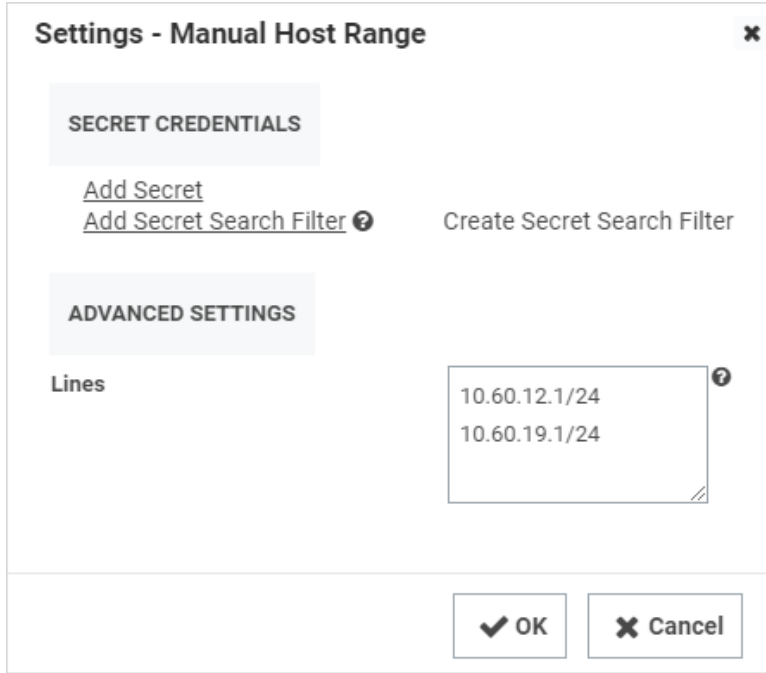 Settings - Manual Host Range
SECRET CREDENTIALS
Add Secret
Add Secret Search Filter Create Secret Search Filter
ADVANCED SETTINGS
Lines
10.60.12.1/24
10.60.19.1/24
OK Cancel